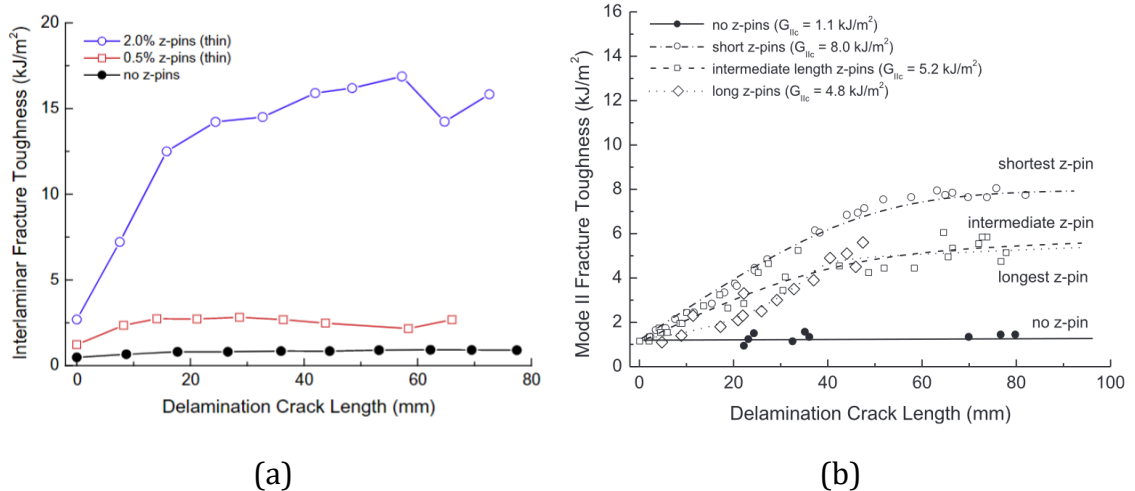 Interlaminar Fracture Toughness (kJ/m²)
20
15
10
5
0
2.0% z-pins (thin)
0.5% z-pins (thin)
no z-pins
0 20 40 60 80
Delamination Crack Length (mm)
(a)
Mode II Fracture Toughness (kJ/m²)
16
14
12
10
8
6
4
2
0
no z-pins (G_IIc = 1.1 kJ/m²)
short z-pins (G_IIc = 8.0 kJ/m²)
intermediate length z-pins (G_IIc = 5.2 kJ/m²)
long z-pins (G_IIc = 4.8 kJ/m²)
shortest z-pin
intermediate z-pin
longest z-pin
no z-pin
0 20 40 60 80 100
Delamination Crack Length (mm)
(b)